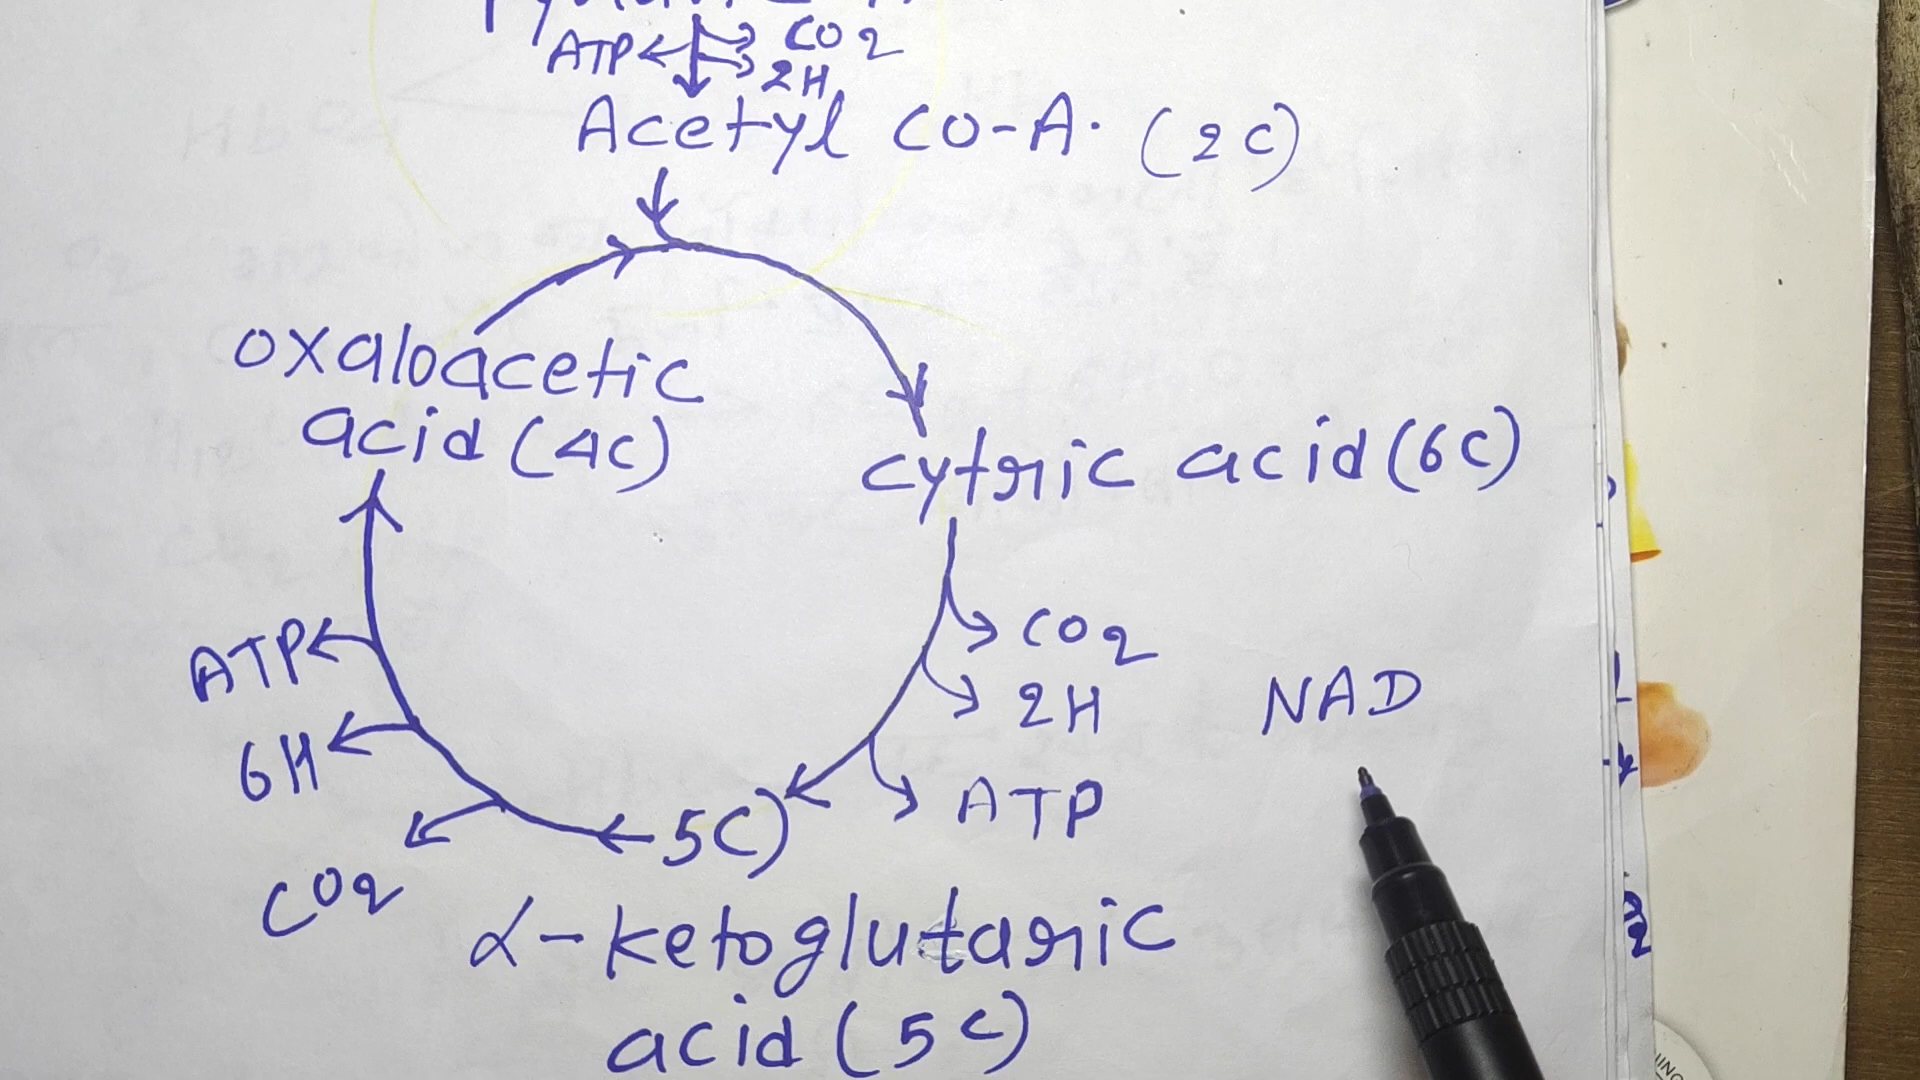 ATP CO2
2H
Acetyl CO-A. (2C)
oxaloacetic
acid (4C)
cytric acid (6C)
CO2
2H
ATP
NAD
ATP
6H
CO2
5C)
α-ketoglutaric
acid (5C)